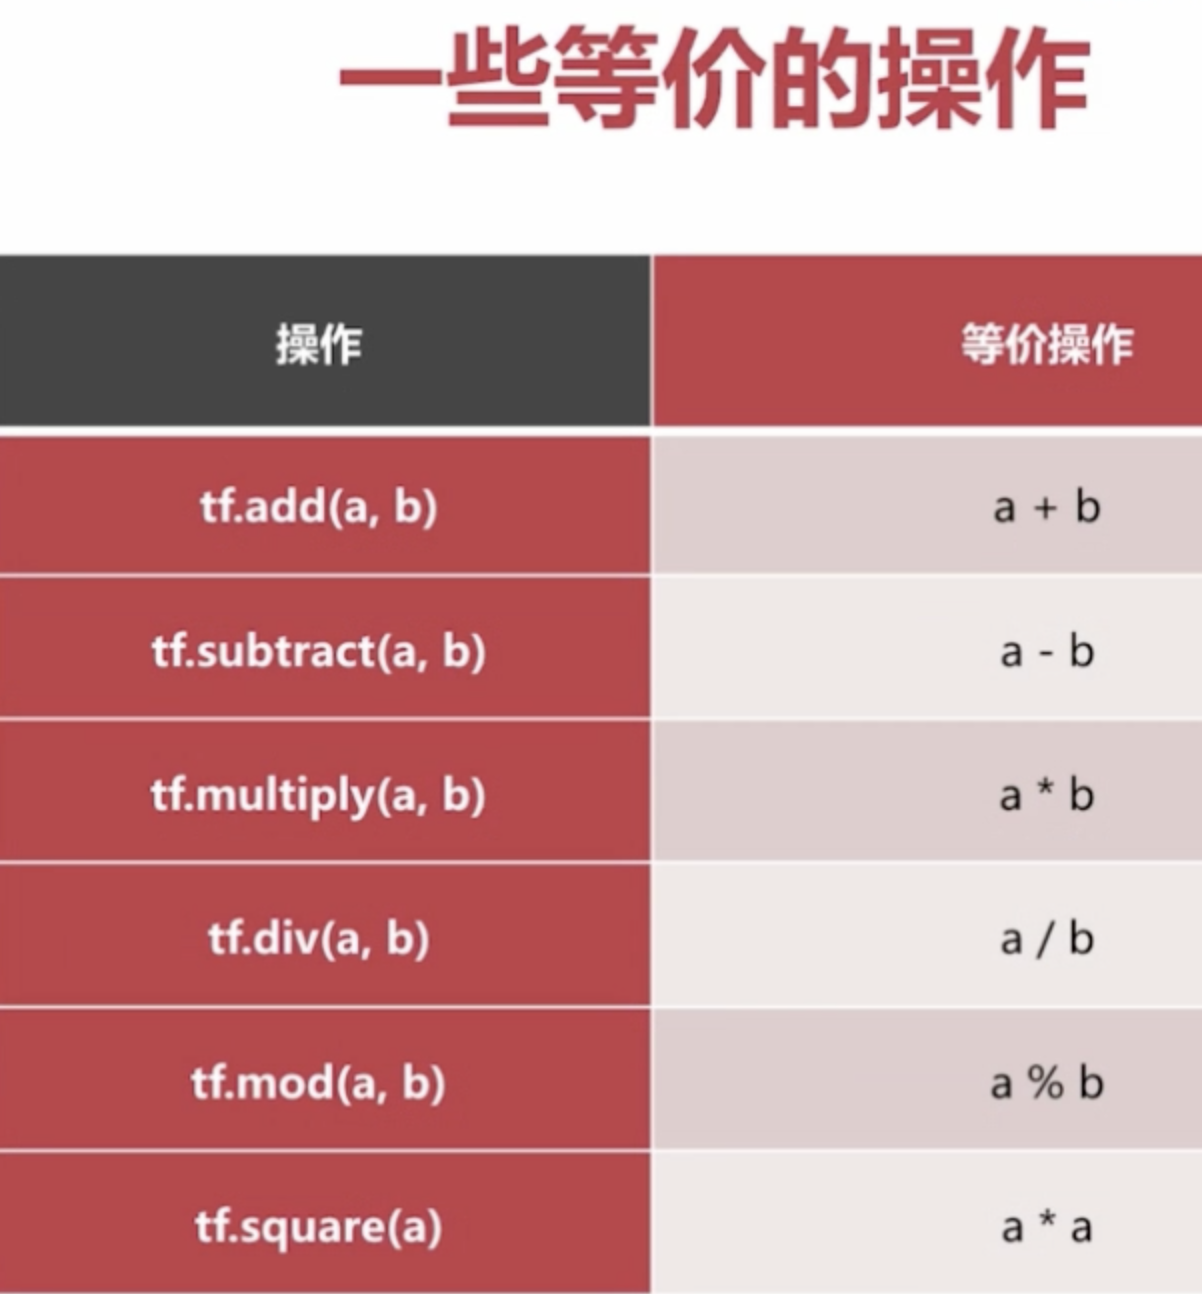 一些等价的操作
操作 等价操作
tf.add(a, b) a + b
tf.subtract(a, b) a - b
tf.multiply(a, b) a * b
tf.div(a, b) a / b
tf.mod(a, b) a % b
tf.square(a) a * a